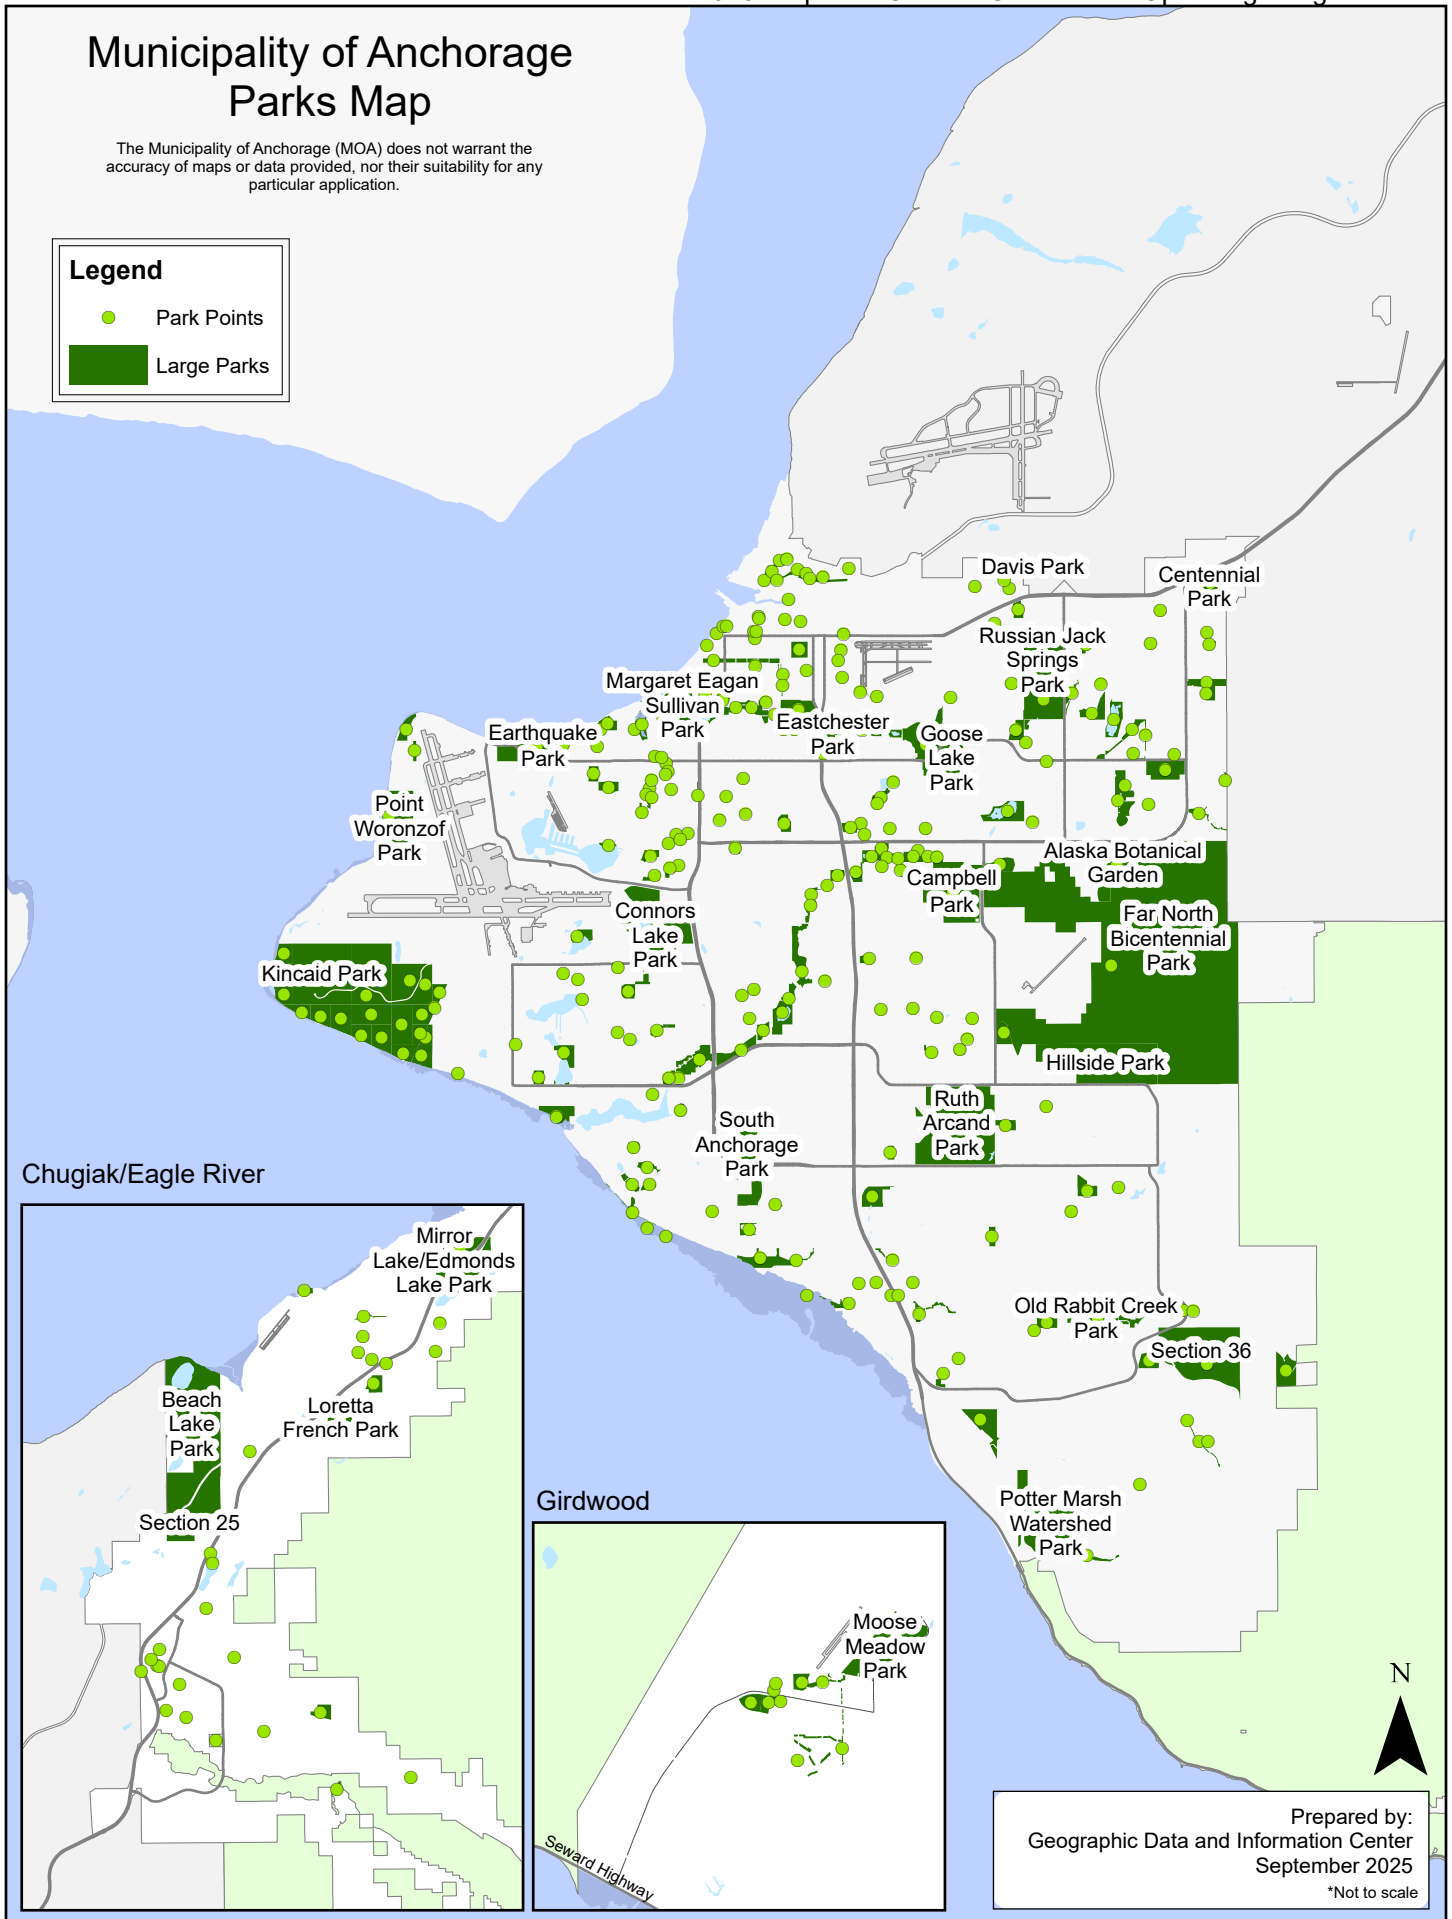 Municipality of Anchorage
Parks Map
The Municipality of Anchorage (MOA) does not warrant the
accuracy of maps or data provided, nor their suitability for any
particular application.
Legend
Park Points
Large Parks
Davis Park
Centennial
Park
Russian Jack
Springs
Park
Margaret Eagan
Sullivan
Park
Earthquake
Park
Eastchester
Park
Goose
Lake
Park
Point
Woronzof
Park
Alaska Botanical
Garden
Campbell
Park
Connors
Lake
Park
Far North
Bicentennial
Park
Kincaid Park
Hillside Park
Ruth
Arcand
Park
South
Anchorage
Park
Old Rabbit Creek
Park
Section 36
Potter Marsh
Watershed
Park
Chugiak/Eagle River
Mirror
Lake/Edmonds
Lake Park
Beach
Lake
Park
Loretta
French Park
Section 25
Girdwood
Moose
Meadow
Park
Seward Highway
N
Prepared by:
Geographic Data and Information Center
September 2025
*Not to scale